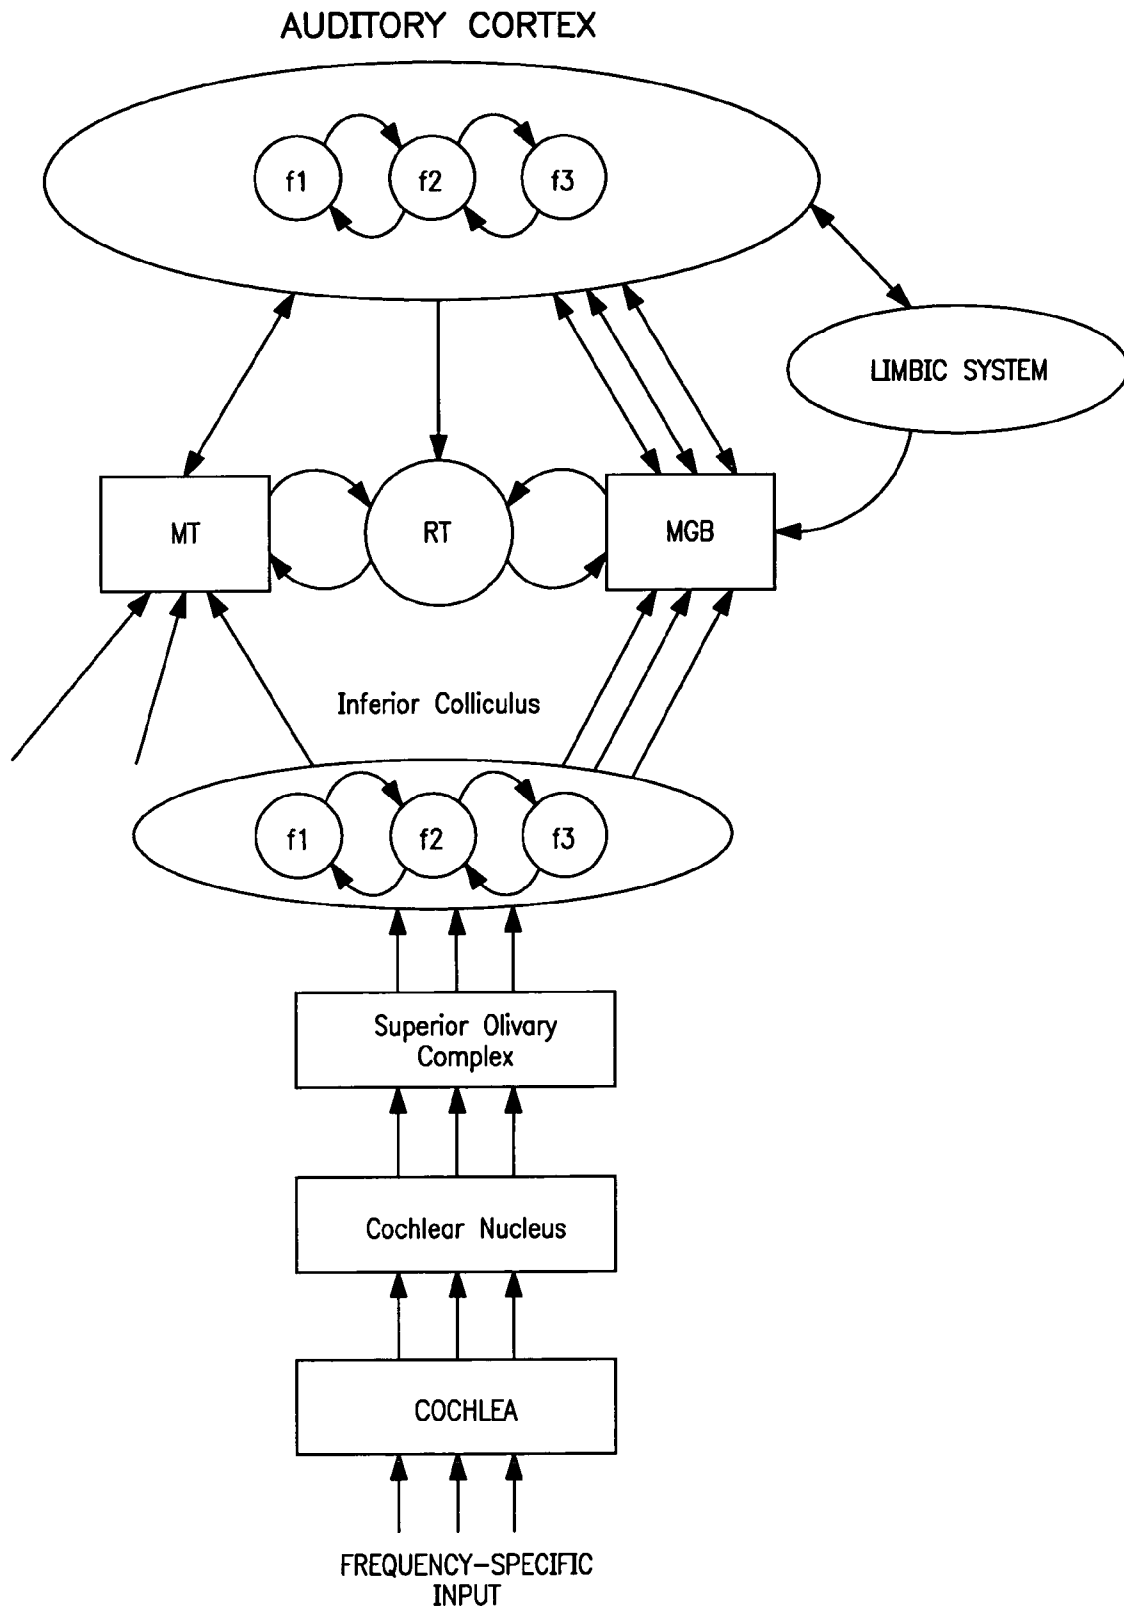 AUDITORY CORTEX
f1 f2 f3
LIMBIC SYSTEM
MT RT MGB
Inferior Colliculus
f1 f2 f3
Superior Olivary
Complex
Cochlear Nucleus
COCHLEA
FREQUENCY-SPECIFIC
INPUT